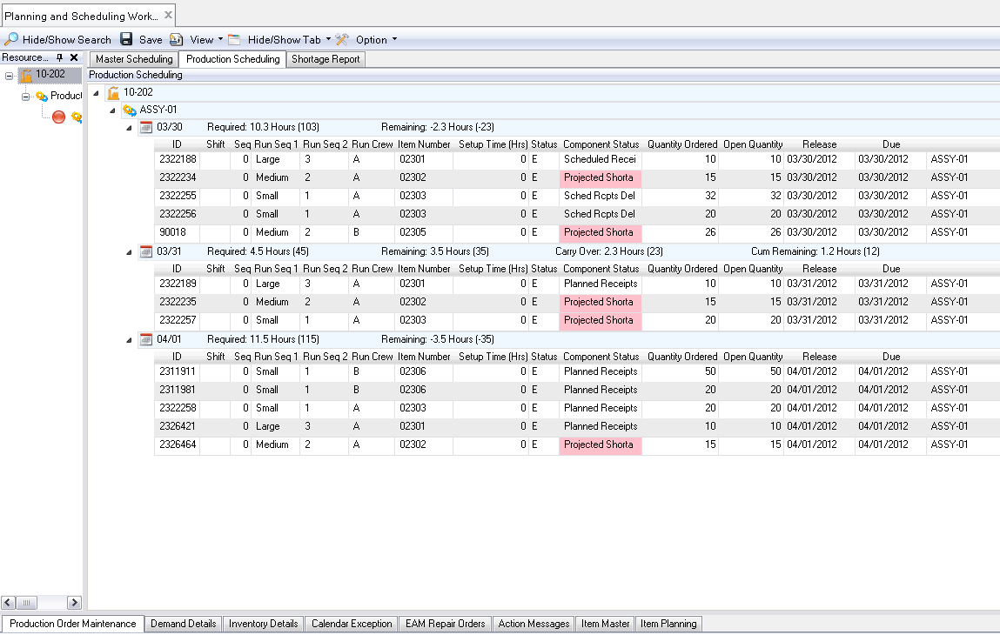 Planning and Scheduling Work...
Hide/Show Search Save View Hide/Show Tab Option
Resource...
10-202
Product
Master Scheduling Production Scheduling Shortage Report
Production Scheduling
10-202
ASSY-01
03/30 Required: 10.3 Hours (103) Remaining: -2.3 Hours (-23)
ID Shift Seq Run Seq 1 Run Seq 2 Run Crew Item Number Setup Time (Hrs) Status Component Status Quantity Ordered Open Quantity Release Due
2322188 0 Large 3 A 02301 0 E Scheduled Recei 10 10 03/30/2012 03/30/2012 ASSY-01
2322234 0 Medium 2 A 02302 0 E Projected Shorta 15 15 03/30/2012 03/30/2012 ASSY-01
2322255 0 Small 1 A 02303 0 E Sched Rcpts Del 32 32 03/30/2012 03/30/2012 ASSY-01
2322256 0 Small 1 A 02303 0 E Sched Rcpts Del 20 20 03/30/2012 03/30/2012 ASSY-01
90018 0 Medium 2 B 02305 0 E Projected Shorta 26 26 03/30/2012 03/30/2012 ASSY-01
03/31 Required: 4.5 Hours (45) Remaining: 3.5 Hours (35) Carry Over: 2.3 Hours (23) Cum Remaining: 1.2 Hours (12)
ID Shift Seq Run Seq 1 Run Seq 2 Run Crew Item Number Setup Time (Hrs) Status Component Status Quantity Ordered Open Quantity Release Due
2322189 0 Large 3 A 02301 0 E Planned Receipts 10 10 03/31/2012 03/31/2012 ASSY-01
2322235 0 Medium 2 A 02302 0 E Projected Shorta 15 15 03/31/2012 03/31/2012 ASSY-01
2322257 0 Small 1 A 02303 0 E Projected Shorta 20 20 03/31/2012 03/31/2012 ASSY-01
04/01 Required: 11.5 Hours (115) Remaining: -3.5 Hours (-35)
ID Shift Seq Run Seq 1 Run Seq 2 Run Crew Item Number Setup Time (Hrs) Status Component Status Quantity Ordered Open Quantity Release Due
2311911 0 Small 1 B 02306 0 E Planned Receipts 50 50 04/01/2012 04/01/2012 ASSY-01
2311981 0 Small 1 B 02306 0 E Planned Receipts 20 20 04/01/2012 04/01/2012 ASSY-01
2322258 0 Small 1 A 02303 0 E Planned Receipts 20 20 04/01/2012 04/01/2012 ASSY-01
2326421 0 Large 3 A 02301 0 E Planned Receipts 10 10 04/01/2012 04/01/2012 ASSY-01
2326464 0 Medium 2 A 02302 0 E Projected Shorta 15 15 04/01/2012 04/01/2012 ASSY-01
Production Order Maintenance Demand Details Inventory Details Calendar Exception EAM Repair Orders Action Messages Item Master Item Planning